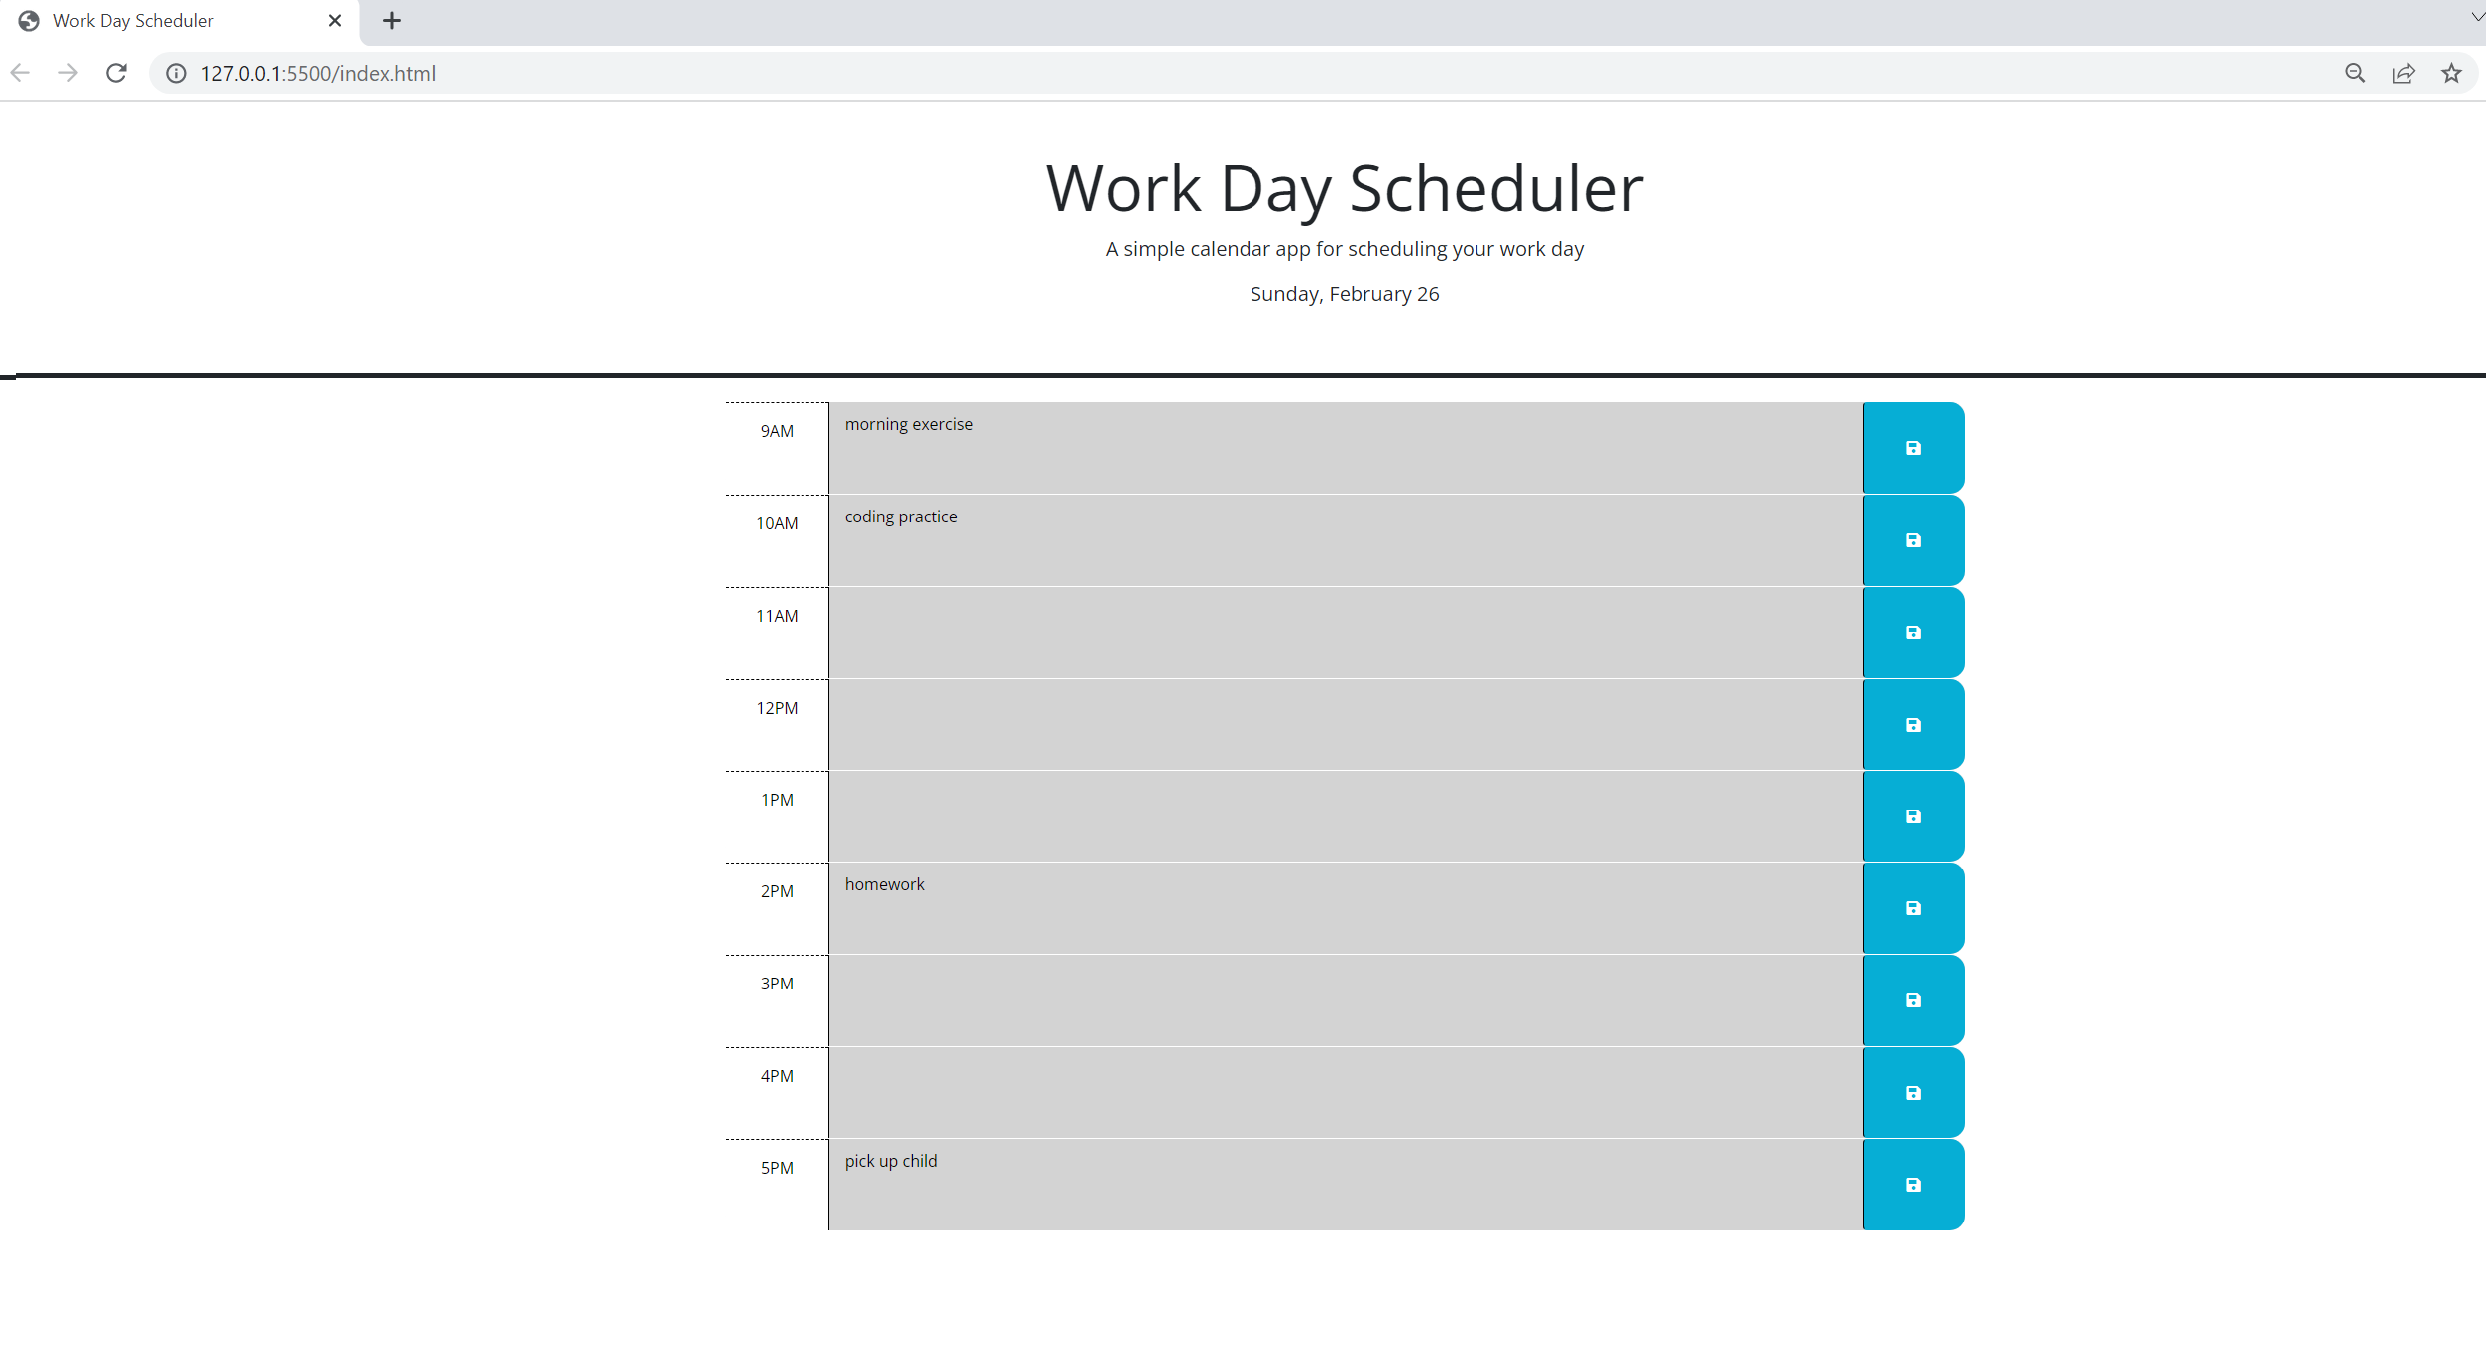 Work Day Scheduler
127.0.0.1:5500/index.html
Work Day Scheduler
A simple calendar app for scheduling your work day
Sunday, February 26
9AM morning exercise
10AM coding practice
11AM
12PM
1PM
2PM homework
3PM
4PM
5PM pick up child